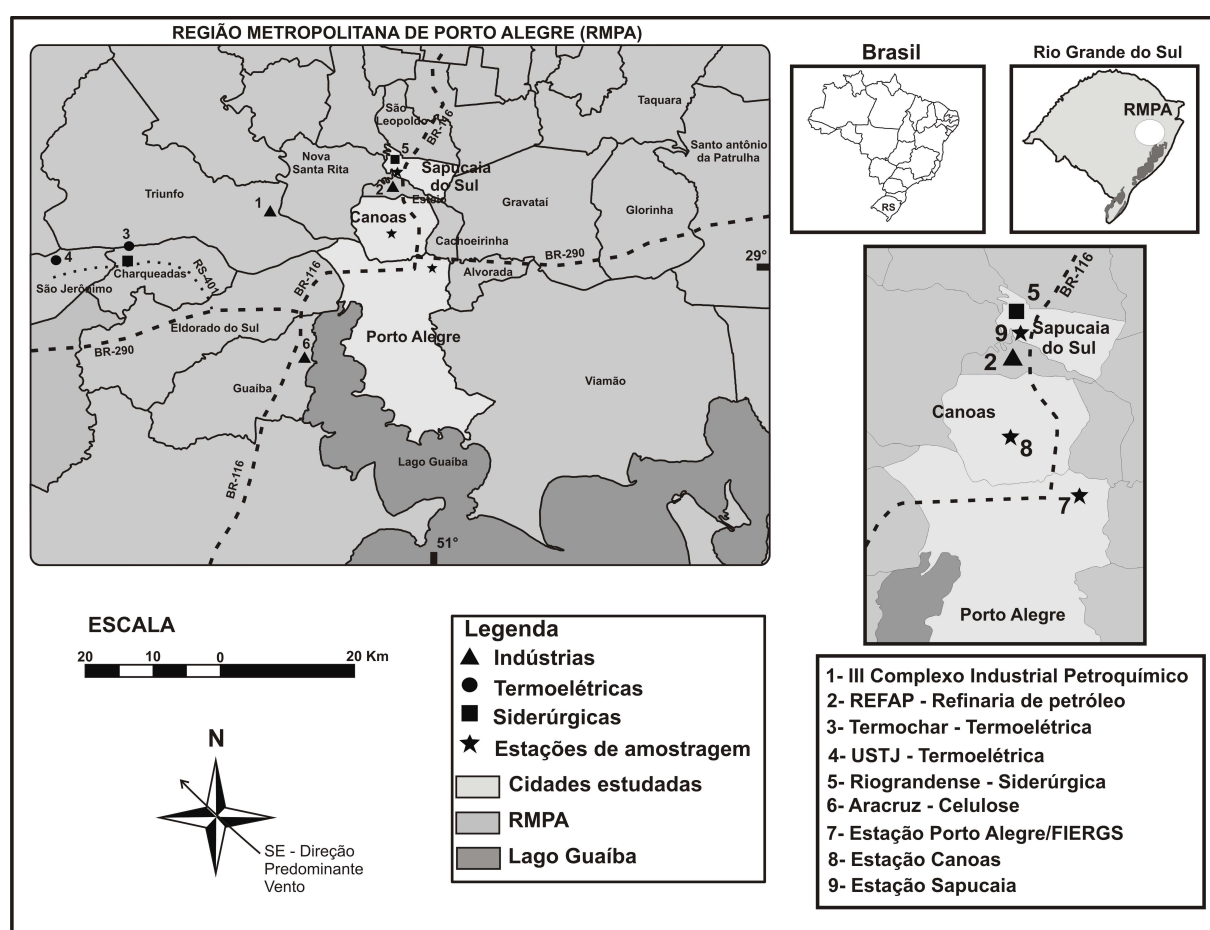 REGIÃO METROPOLITANA DE PORTO ALEGRE (RMPA)
Taquara
São
Leopoldo
BR-116
Santo antônio
da Patrulha
Nova
Santa Rita
5
Sapucaia
do Sul
Triunfo
2
Esteio
1
Gravataí
Glorinha
Canoas
3
Cachoeirinha
4
BR-290
29°
Charqueadas
RS-401
Alvorada
BR-116
São Jerônimo
Eldorado do Sul
Porto Alegre
BR-290
6
Guaíba
Viamão
Lago Guaíba
BR-116
51°
Brasil
RS
Rio Grande do Sul
RMPA
BR-116
5
9
Sapucaia
do Sul
2
Canoas
8
7
Porto Alegre
ESCALA
20 10 0 20 Km
N
SE - Direção
Predominante
Vento
Legenda
Indústrias
Termoelétricas
Siderúrgicas
Estações de amostragem
Cidades estudadas
RMPA
Lago Guaíba
1- III Complexo Industrial Petroquímico
2- REFAP - Refinaria de petróleo
3- Termochar - Termoelétrica
4- USTJ - Termoelétrica
5- Riograndense - Siderúrgica
6- Aracruz - Celulose
7- Estação Porto Alegre/FIERGS
8- Estação Canoas
9- Estação Sapucaia